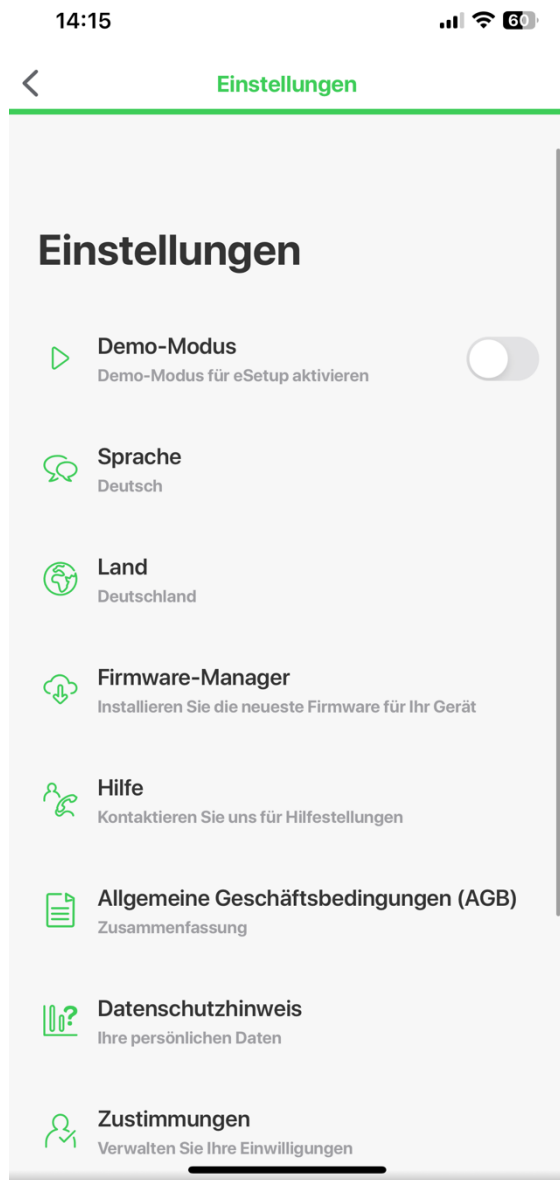 14:15
60
Einstellungen
Einstellungen
Demo-Modus
Demo-Modus für eSetup aktivieren
Sprache
Deutsch
Land
Deutschland
Firmware-Manager
Installieren Sie die neueste Firmware für Ihr Gerät
Hilfe
Kontaktieren Sie uns für Hilfestellungen
Allgemeine Geschäftsbedingungen (AGB)
Zusammenfassung
?
Datenschutzhinweis
Ihre persönlichen Daten
Zustimmungen
Verwalten Sie Ihre Einwilligungen